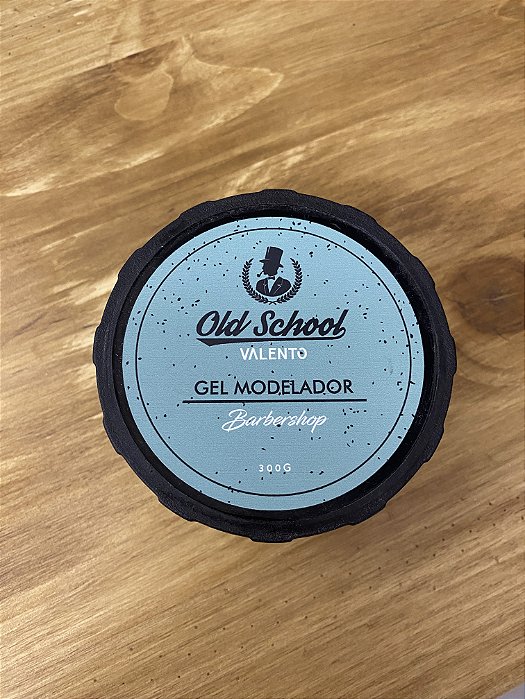 Old School
VALENTO
GEL MODELADOR
Barbershop
300G